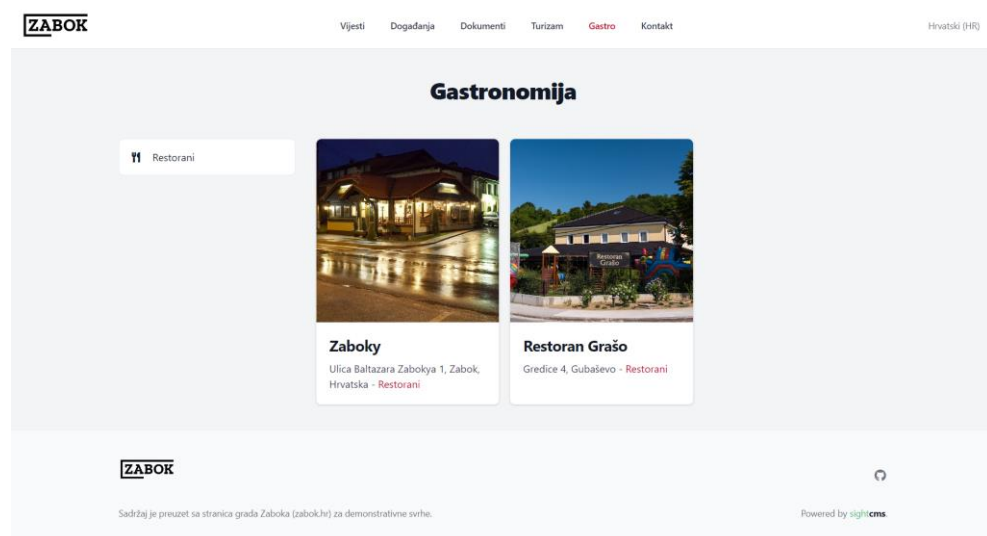 ZABOK
Vijesti Događanja Dokumenti Turizam Gastro Kontakt
Hrvatski (HR)
Gastronomija
Restorani
Restoran
Grašo
Zaboky
Ulica Baltazara Zabokya 1, Zabok,
Hrvatska - Restorani
Restoran Grašo
Gredice 4, Gubaševo - Restorani
ZABOK
Sadržaj je preuzet sa stranica grada Zaboka (zabok.hr) za demonstrativne svrhe.
Powered by sightcms.